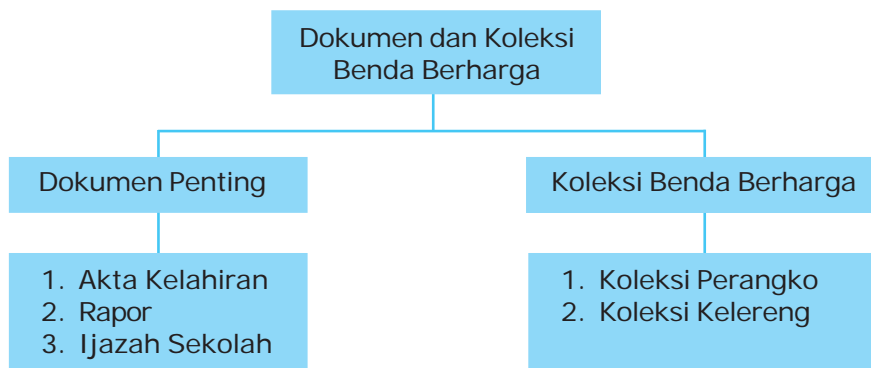 Dokumen dan Koleksi
Benda Berharga
Dokumen Penting
Koleksi Benda Berharga
1. Akta Kelahiran
2. Rapor
3. Ijazah Sekolah
1. Koleksi Perangko
2. Koleksi Kelereng